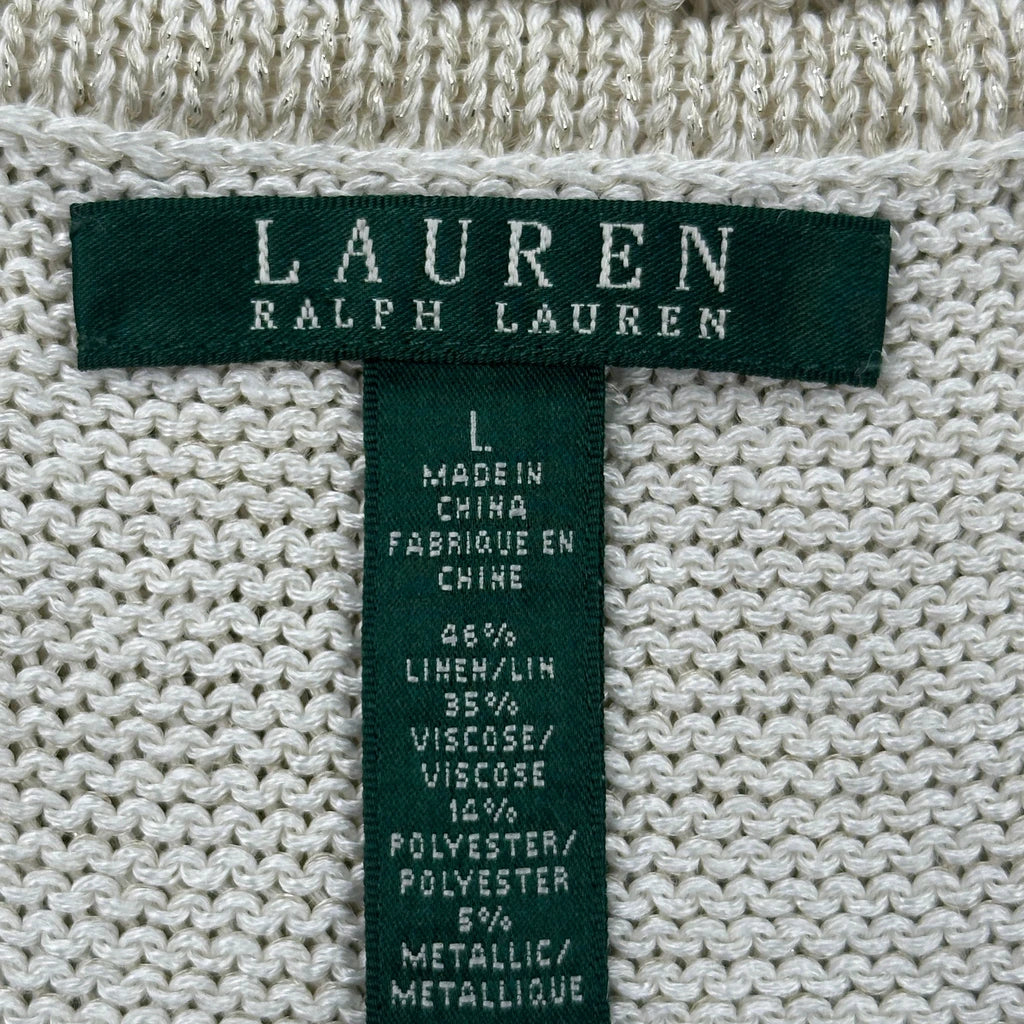 LAUREN
RALPH LAUREN
L
MADE IN
CHINA
FABRIQUE EN
CHINE
46%
LINEN/LIN
35%
VISCOSE/
VISCOSE
14%
POLYESTER/
POLYESTER
5%
METALLIC/
METALLIQUE